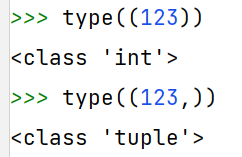 >>> type((123))
<class 'int'>
>>> type((123,))
<class 'tuple'>